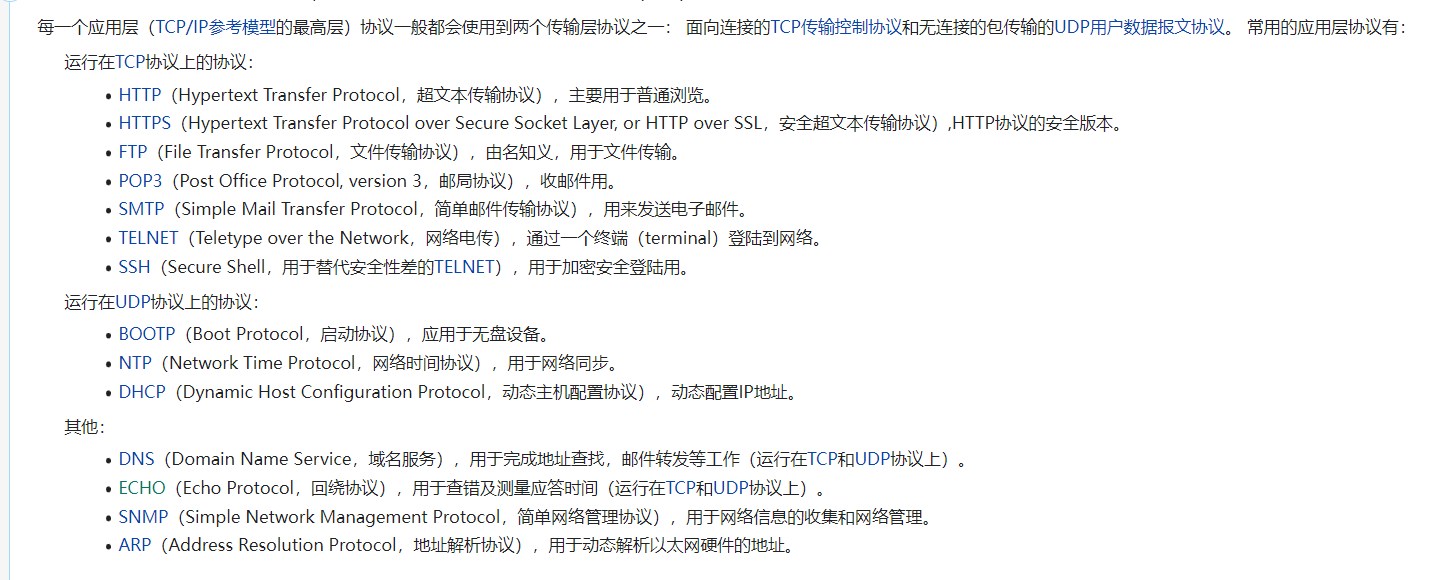 每一个应用层（TCP/IP参考模型的最高层）协议一般都会使用到两个传输层协议之一： 面向连接的TCP传输控制协议和无连接的包传输的UDP用户数据报文协议。 常用的应用层协议有：
运行在TCP协议上的协议：
• HTTP（Hypertext Transfer Protocol，超文本传输协议），主要用于普通浏览。
• HTTPS（Hypertext Transfer Protocol over Secure Socket Layer, or HTTP over SSL，安全超文本传输协议）,HTTP协议的安全版本。
• FTP（File Transfer Protocol，文件传输协议），由名知义，用于文件传输。
• POP3（Post Office Protocol, version 3，邮局协议），收邮件用。
• SMTP（Simple Mail Transfer Protocol，简单邮件传输协议），用来发送电子邮件。
• TELNET（Teletype over the Network，网络电传），通过一个终端（terminal）登陆到网络。
• SSH（Secure Shell，用于替代安全性差的TELNET），用于加密安全登陆用。
运行在UDP协议上的协议：
• BOOTP（Boot Protocol，启动协议），应用于无盘设备。
• NTP（Network Time Protocol，网络时间协议），用于网络同步。
• DHCP（Dynamic Host Configuration Protocol，动态主机配置协议），动态配置IP地址。
其他：
• DNS（Domain Name Service，域名服务），用于完成地址查找，邮件转发等工作（运行在TCP和UDP协议上）。
• ECHO（Echo Protocol，回绕协议），用于查错及测量应答时间（运行在TCP和UDP协议上）。
• SNMP（Simple Network Management Protocol，简单网络管理协议），用于网络信息的收集和网络管理。
• ARP（Address Resolution Protocol，地址解析协议），用于动态解析以太网硬件的地址。